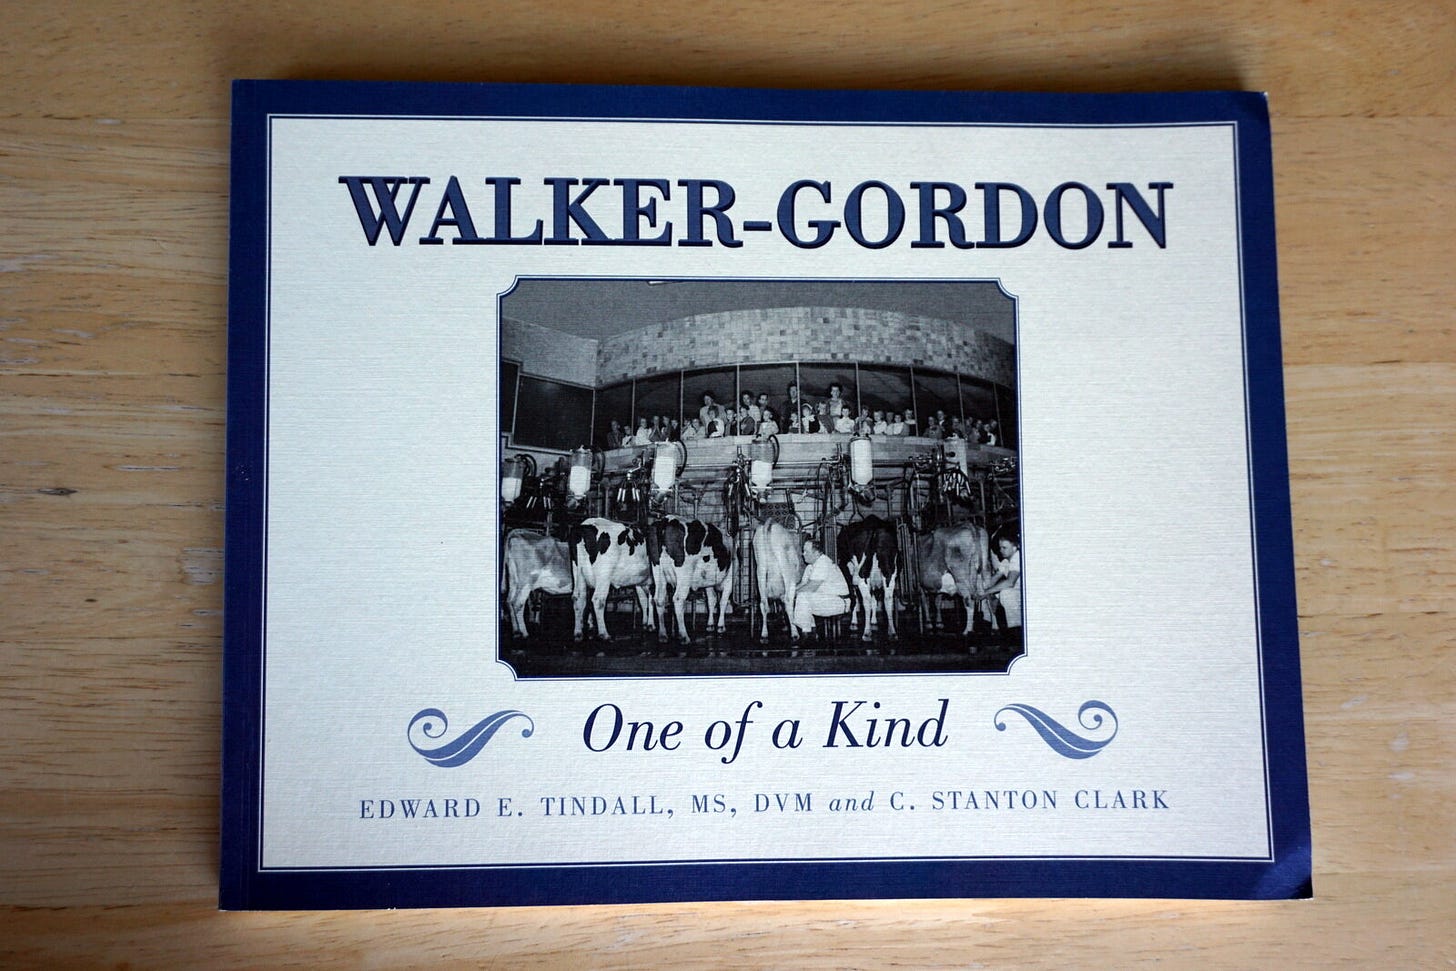 WALKER-GORDON
One of a Kind
EDWARD E. TINDALL, MS, DVM and C. STANTON CLARK